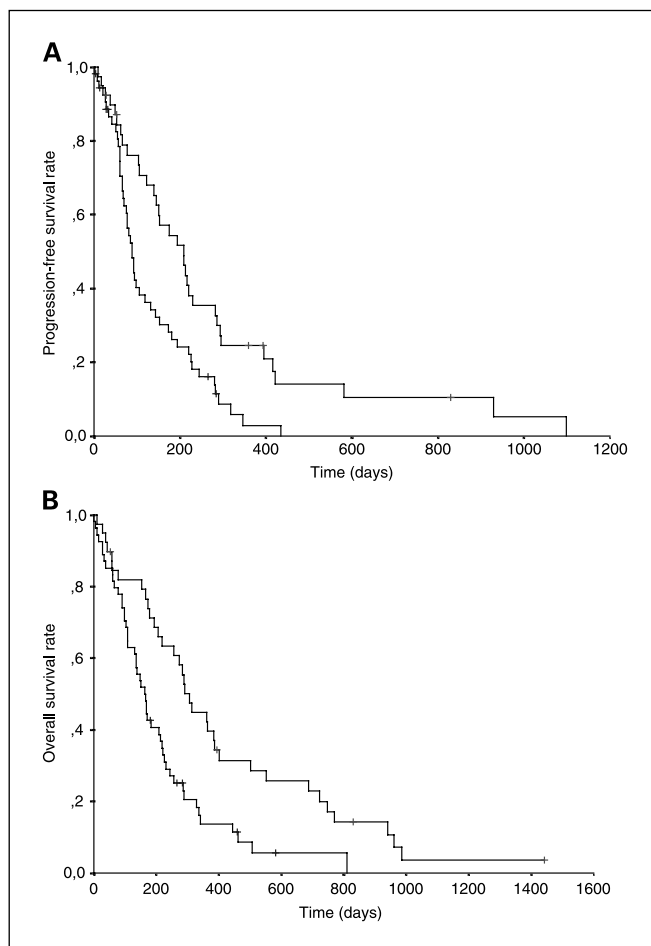 A
1,0
,8
,6
,4
,2
0,0
Progression-free survival rate
0 200 400 600 800 1000 1200
Time (days)
B
1,0
,8
,6
,4
,2
0,0
Overall survival rate
0 200 400 600 800 1000 1200 1400 1600
Time (days)